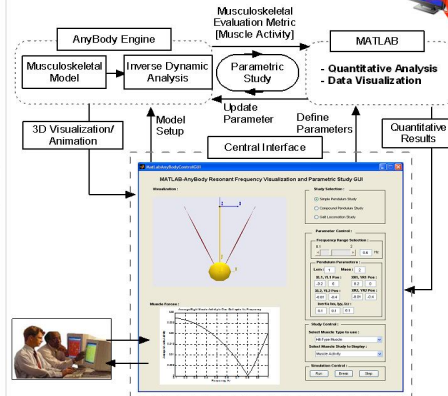 Musculoskeletal
Evaluation Metric
[Muscle Activity]
AnyBody Engine
MATLAB
Musculoskeletal
Model
Inverse Dynamic
Analysis
Parametric
Study
- Quantitative Analysis
- Data Visualization
Update
Parameter
Define
Parameters
Model
Setup
3D Visualization/
Animation
Quantitative
Results
Central Interface
MATLAB-AnyBody Resonant Frequency Visualization and Parametric Study GUI
Visualization :
Study Selection :
Simple Pendulum Study
Compound Pendulum Study
Gait Locomotion Study
Parameter Control :
Frequency Range Selection :
Pendulum Parameters :
Muscle Forces :
Study Control :
Select Muscle Type to use :
Hill Type Muscle
Select Muscle Study to Display :
Muscle Activity
Simulation Control :
Run
Stop